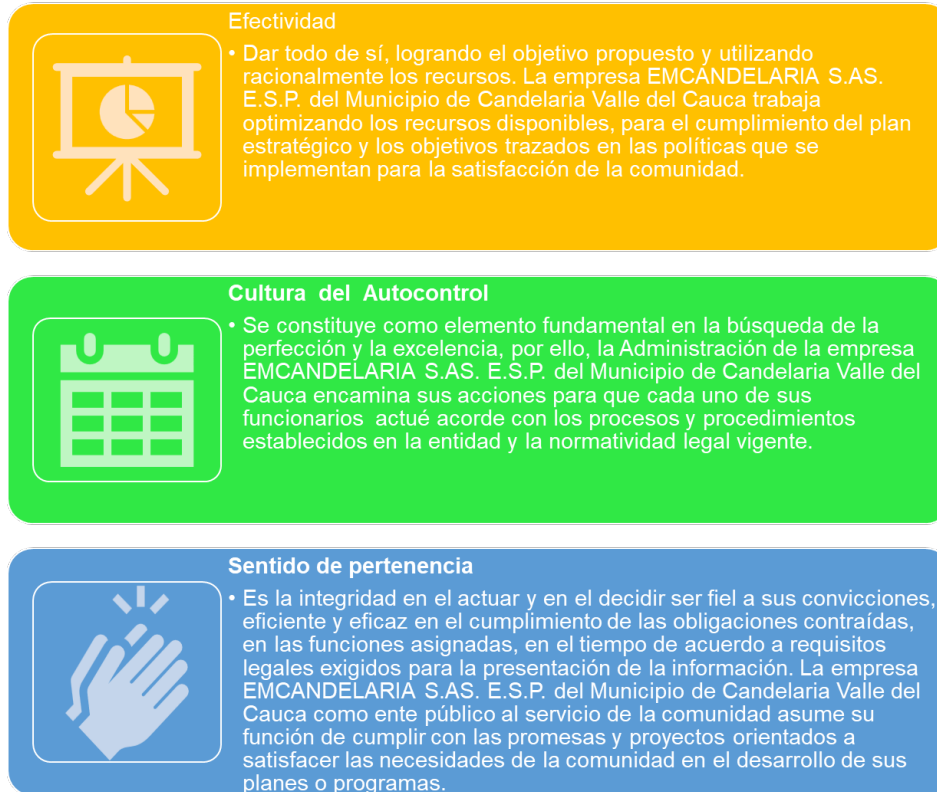 Efectividad
• Dar todo de sí, logrando el objetivo propuesto y utilizando
racionalmente los recursos. La empresa EMCANDELARIA S.AS.
E.S.P. del Municipio de Candelaria Valle del Cauca trabaja
optimizando los recursos disponibles, para el cumplimiento del plan
estratégico y los objetivos trazados en las políticas que se
implementan para la satisfacción de la comunidad.
Cultura del Autocontrol
• Se constituye como elemento fundamental en la búsqueda de la
perfección y la excelencia, por ello, la Administración de la empresa
EMCANDELARIA S.AS. E.S.P. del Municipio de Candelaria Valle del
Cauca encamina sus acciones para que cada uno de sus
funcionarios actué acorde con los procesos y procedimientos
establecidos en la entidad y la normatividad legal vigente.
Sentido de pertenencia
• Es la integridad en el actuar y en el decidir ser fiel a sus convicciones,
eficiente y eficaz en el cumplimiento de las obligaciones contraídas,
en las funciones asignadas, en el tiempo de acuerdo a requisitos
legales exigidos para la presentación de la información. La empresa
EMCANDELARIA S.AS. E.S.P. del Municipio de Candelaria Valle del
Cauca como ente público al servicio de la comunidad asume su
función de cumplir con las promesas y proyectos orientados a
satisfacer las necesidades de la comunidad en el desarrollo de sus
planes o programas.